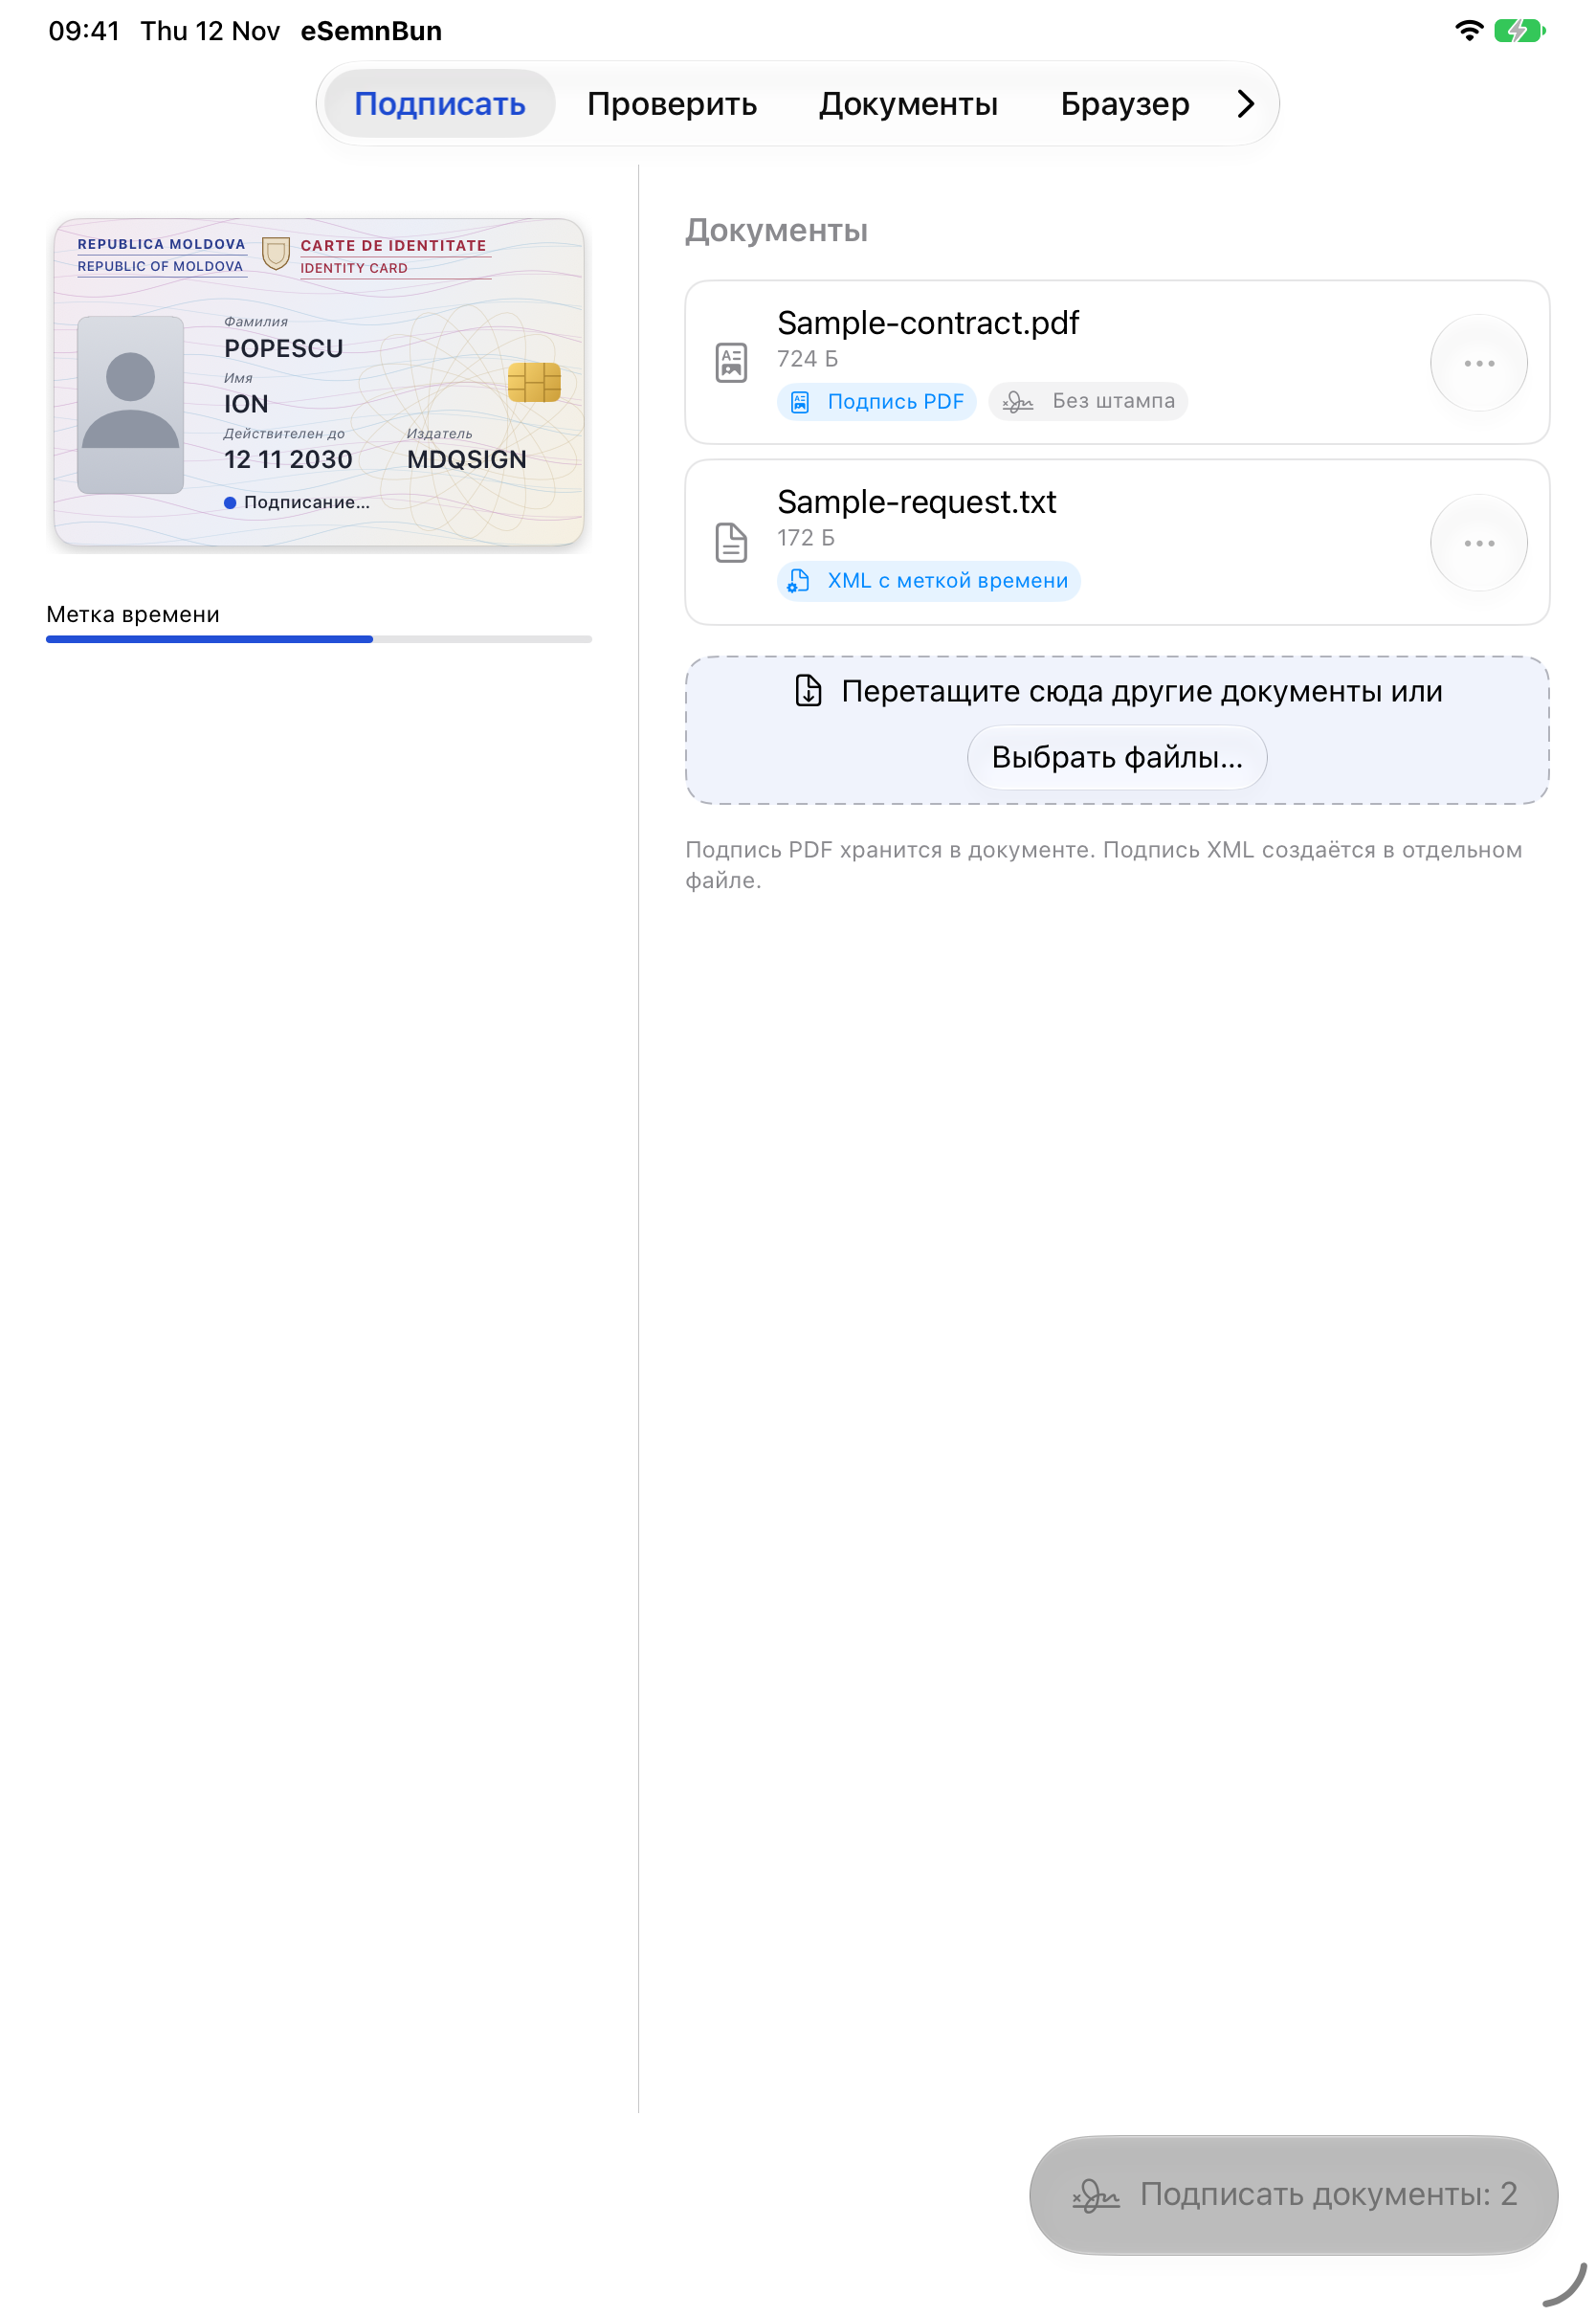 09:41 Thu 12 Nov eSemnBun
Подписать Проверить Документы Браузер
REPUBLICA MOLDOVA
REPUBLIC OF MOLDOVA
CARTE DE IDENTITATE
IDENTITY CARD
Фамилия
POPESCU
Имя
ION
Действителен до
12 11 2030
Издатель
MDQSIGN
Подписание...
Метка времени
Документы
Sample-contract.pdf
724 Б
Подпись PDF Без штампа
Sample-request.txt
172 Б
XML с меткой времени
Перетащите сюда другие документы или
Выбрать файлы...
Подпись PDF хранится в документе. Подпись XML создаётся в отдельном
файле.
Подписать документы: 2